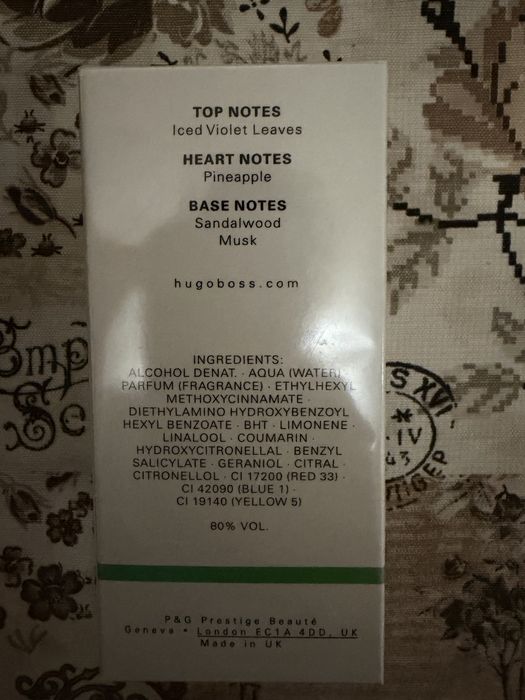 TOP NOTES
Iced Violet Leaves
HEART NOTES
Pineapple
BASE NOTES
Sandalwood
Musk
hugoboss.com
INGREDIENTS:
ALCOHOL DENAT. · AQUA (WATER) ·
PARFUM (FRAGRANCE) · ETHYLHEXYL
METHOXYCINNAMATE ·
DIETHYLAMINO HYDROXYBENZOYL
HEXYL BENZOATE · BHT · LIMONENE ·
LINALOOL · COUMARIN ·
HYDROXYCITRONELLAL · BENZYL
SALICYLATE · GERANIOL · CITRAL ·
CITRONELLOL · CI 17200 (RED 33) ·
CI 42090 (BLUE 1) ·
CI 19140 (YELLOW 5)
80% VOL.
P&G Prestige Beauté
Geneva • London EC1A 4DD, UK
Made in UK
Emp
S XVI
IV